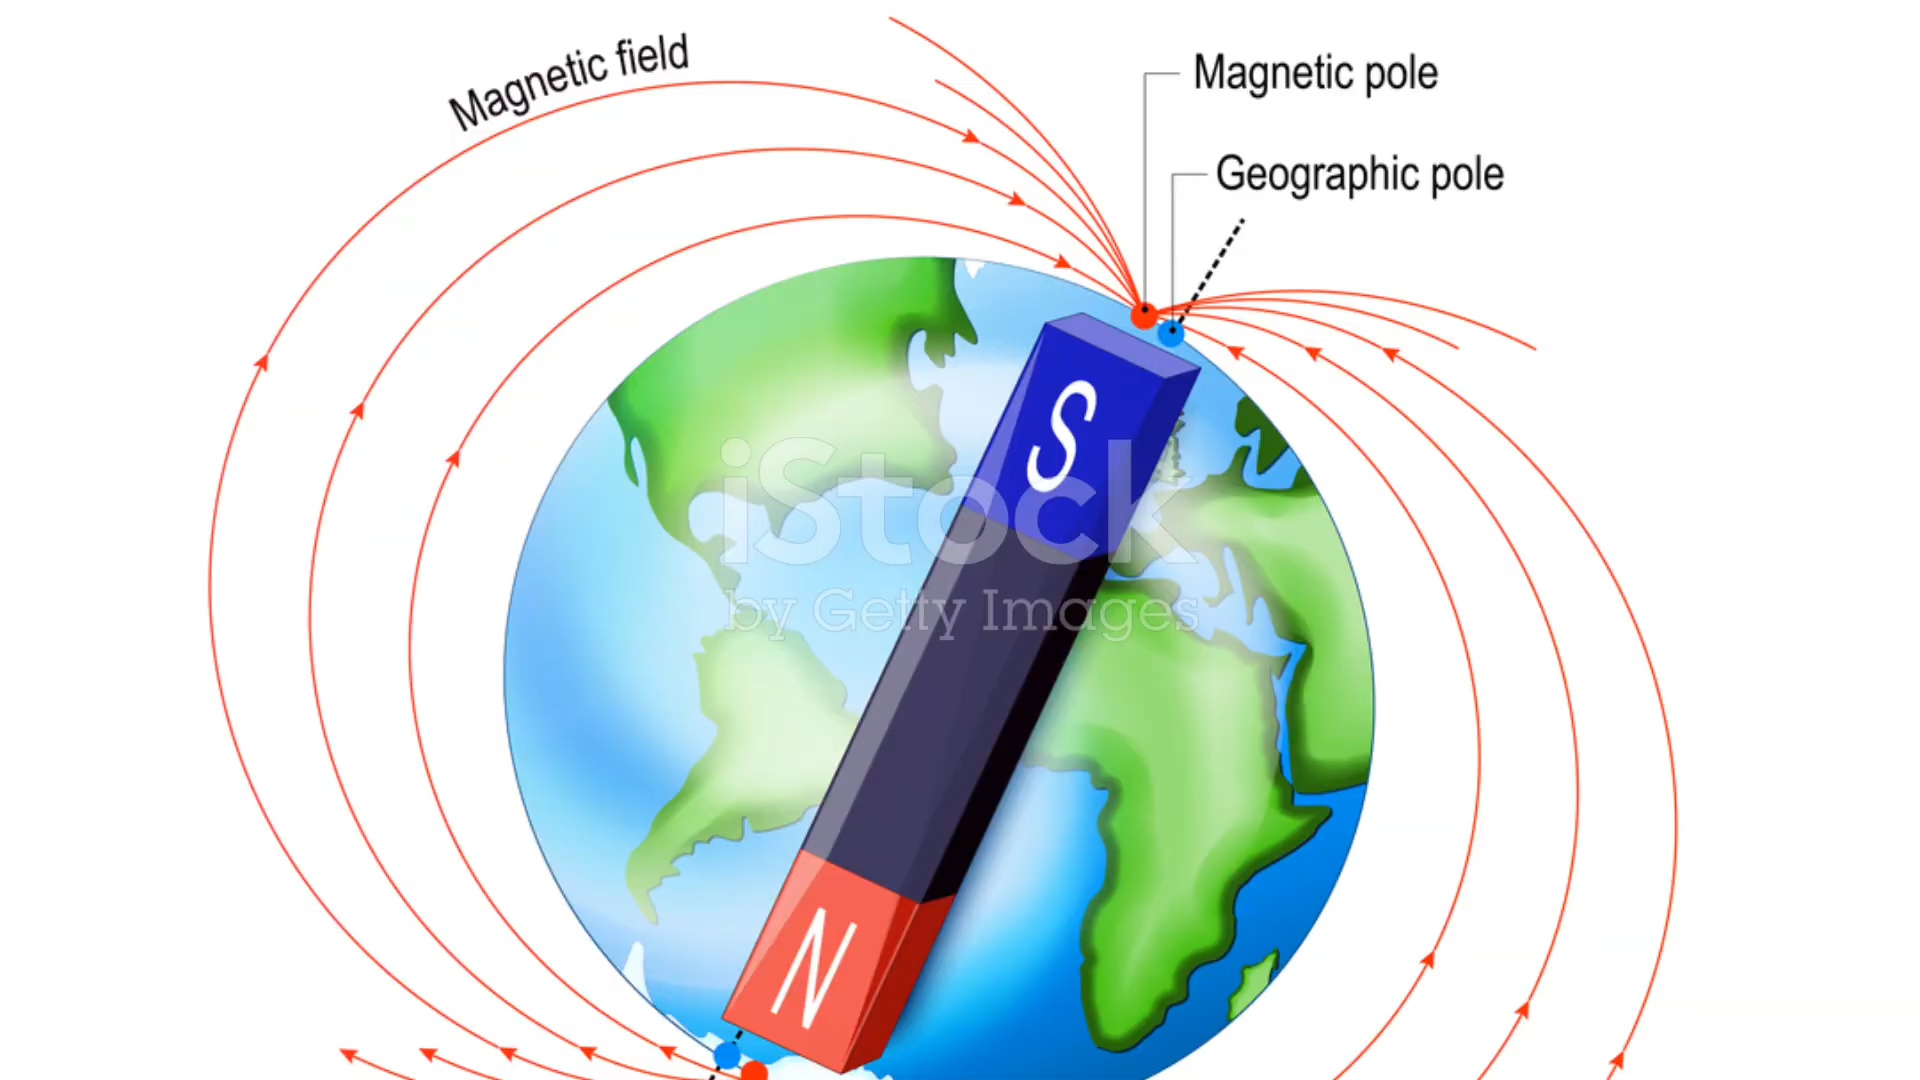 Magnetic field
Magnetic pole
Geographic pole
S
iStock
by Getty Images
N